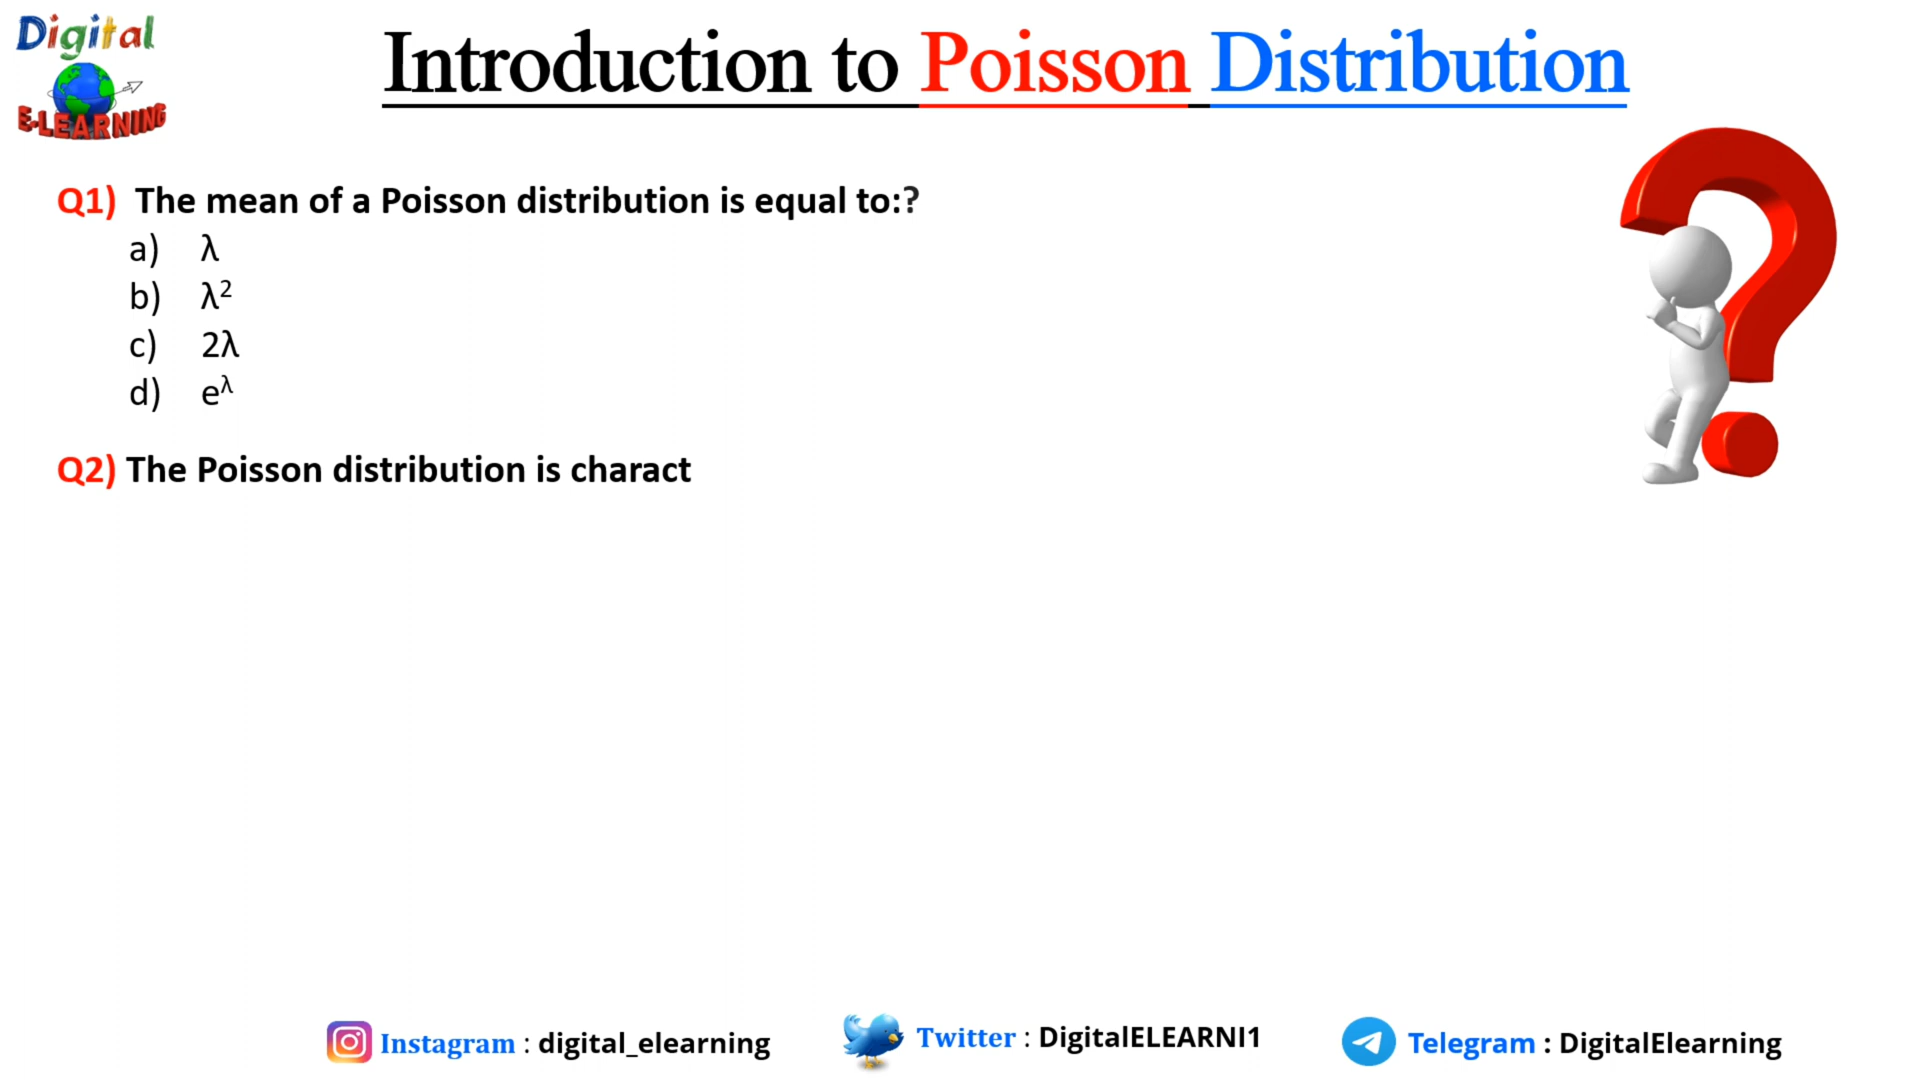 Digital
E-LEARNING
Introduction to Poisson Distribution
Q1) The mean of a Poisson distribution is equal to:?
a) λ
b) λ²
c) 2λ
d) e^λ
Q2) The Poisson distribution is charact
Instagram : digital_elearning
Twitter : DigitalELEARNI1
Telegram : DigitalElearning